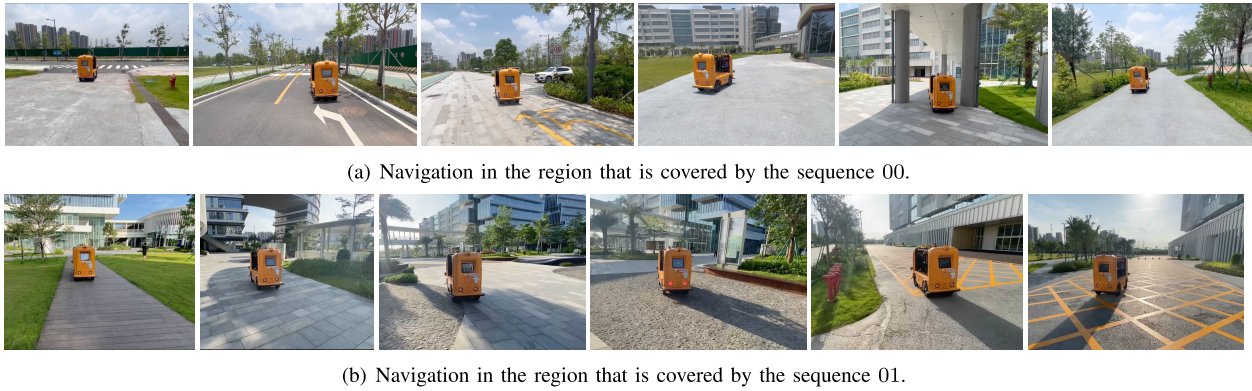 (a) Navigation in the region that is covered by the sequence 00.
(b) Navigation in the region that is covered by the sequence 01.